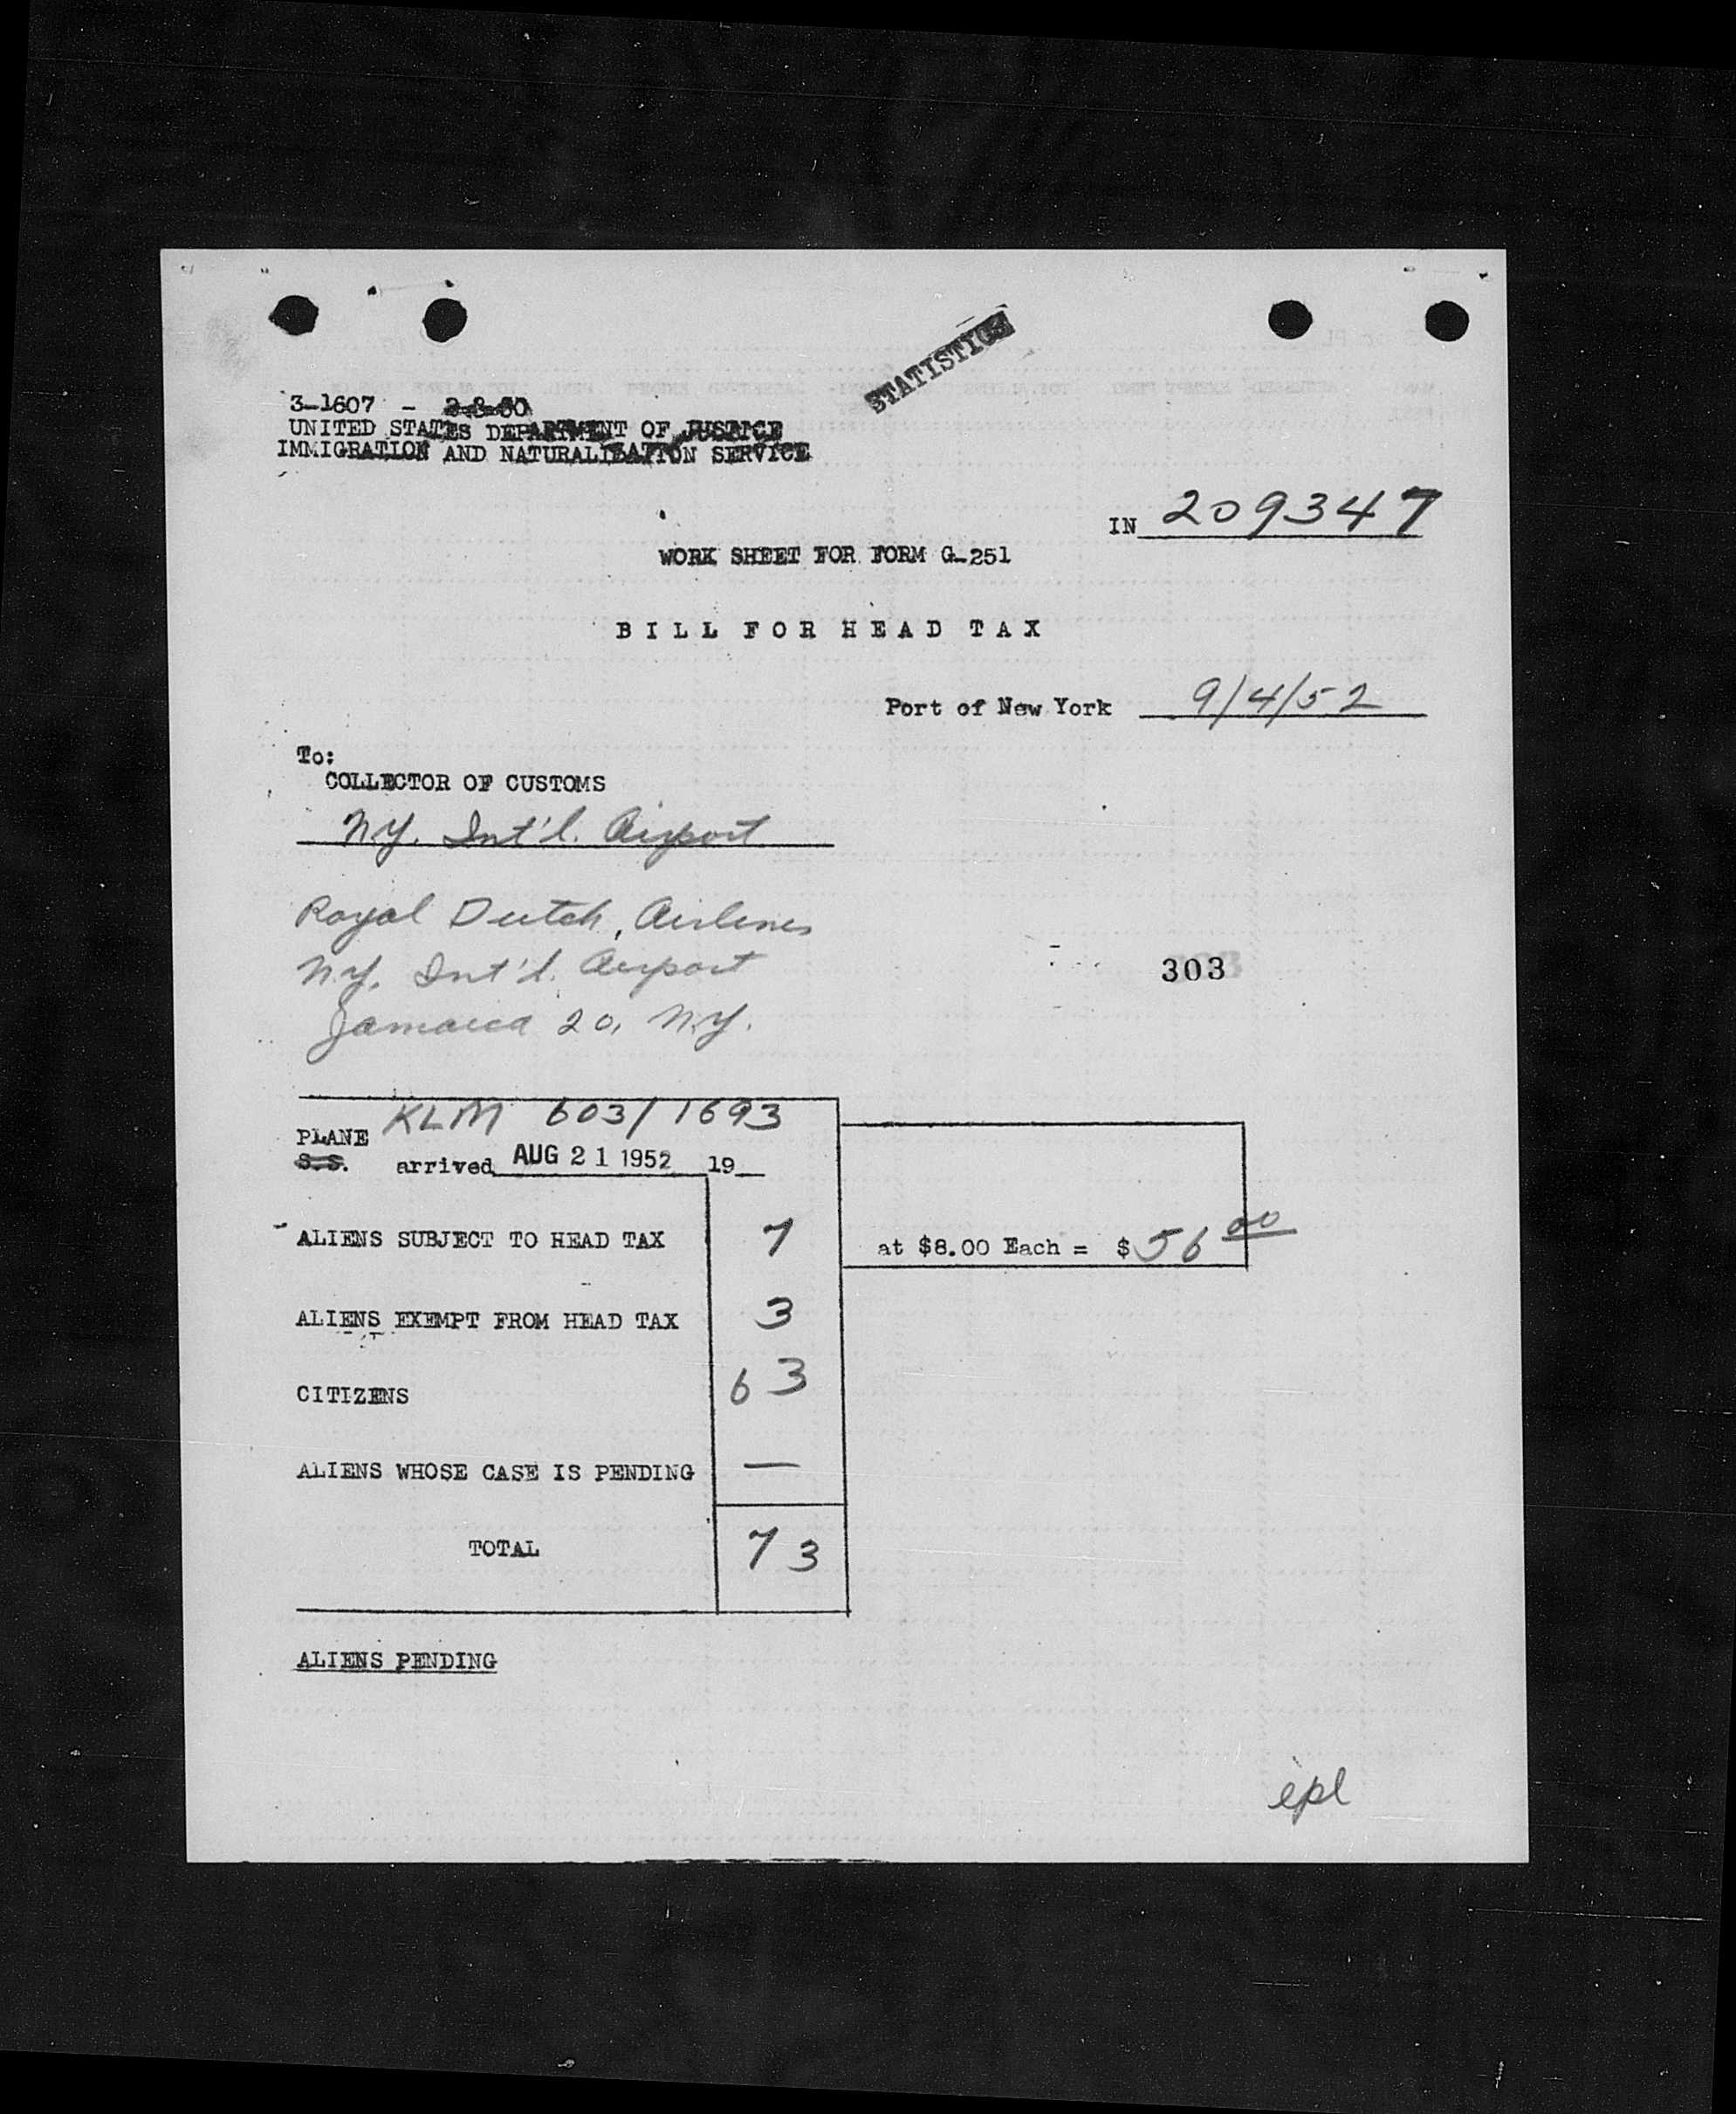 STATISTICS
3-1607 - 2-8-50
UNITED STATES DEPARTMENT OF JUSTICE
IMMIGRATION AND NATURALIZATION SERVICE
IN 209347
WORK SHEET FOR FORM G-251
BILL FOR HEAD TAX
Port of New York 9/4/52
To:
COLLECTOR OF CUSTOMS
N.Y. Int'l. Airport
Royal Dutch, Airlines
N.Y. Int'l. Airport
303
Jamaica 20, N.Y.
KLM 603/1693
PLANE
S.S. arrived AUG 21 1952 19
ALIENS SUBJECT TO HEAD TAX 7 at $8.00 Each = $56 00
ALIENS EXEMPT FROM HEAD TAX 3
CITIZENS 63
ALIENS WHOSE CASE IS PENDING —
TOTAL 73
ALIENS PENDING
epl